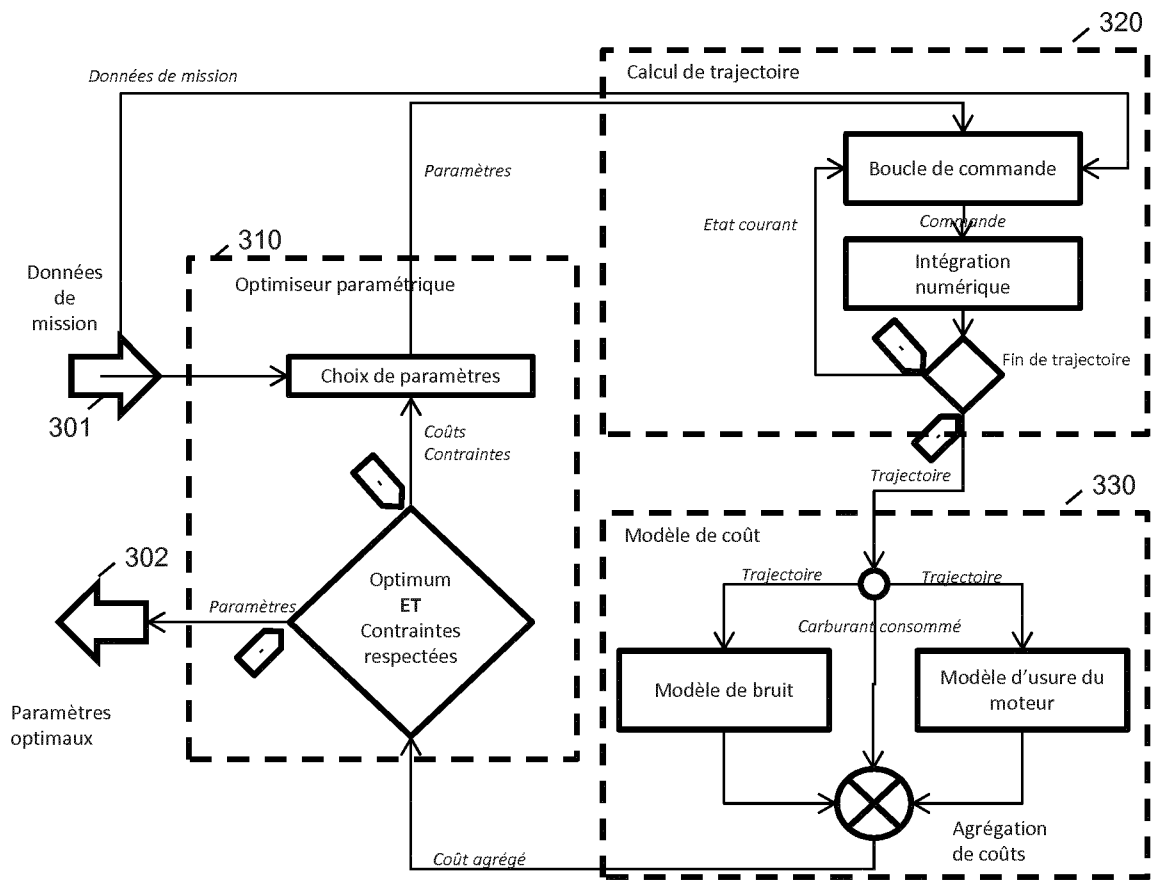 320
Données de mission
Calcul de trajectoire
Boucle de commande
Paramètres
Etat courant
Commande
310
Intégration
numérique
Données
de
mission
Optimiseur paramétrique
Fin de trajectoire
Choix de paramètres
301
Coûts
Contraintes
Trajectoire
330
Modèle de coût
302
Optimum
ET
Contraintes
respectées
Trajectoire
Trajectoire
Paramètres
Carburant consommé
Modèle de bruit
Modèle d'usure du
moteur
Paramètres
optimaux
Agrégation
de coûts
Coût agrégé